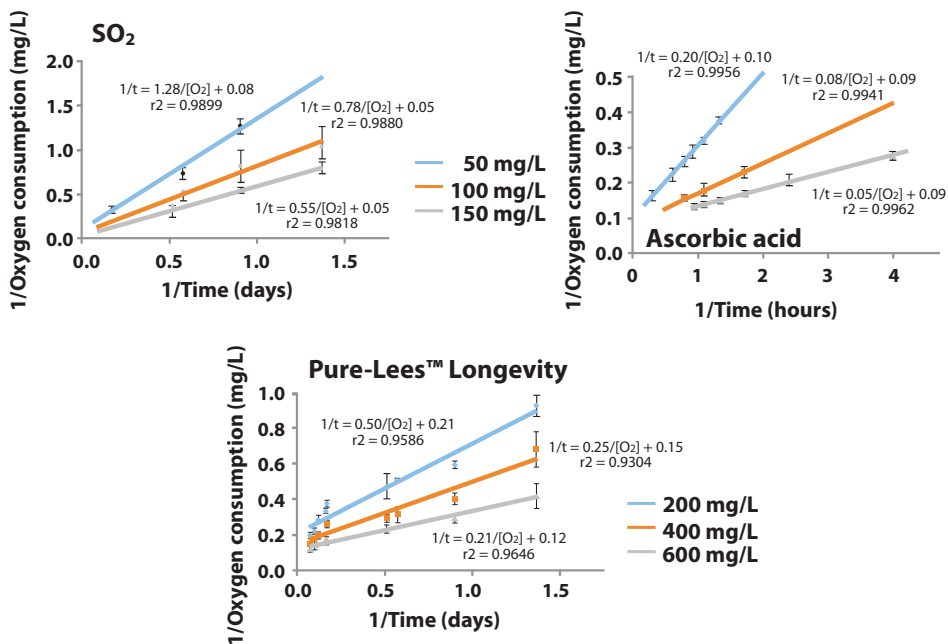 SO2
1/Oxygen consumption (mg/L)
2.0
1.5
1.0
0.5
0.0
1/t = 1.28/[O2] + 0.08
r2 = 0.9899
1/t = 0.78/[O2] + 0.05
r2 = 0.9880
1/t = 0.55/[O2] + 0.05
r2 = 0.9818
0.0 0.5 1.0 1.5
1/Time (days)
50 mg/L
100 mg/L
150 mg/L
1/Oxygen consumption (mg/L)
0.5
0.4
0.3
0.2
0.1
0.0
1/t = 0.20/[O2] + 0.10
r2 = 0.9956
1/t = 0.08/[O2] + 0.09
r2 = 0.9941
1/t = 0.05/[O2] + 0.09
r2 = 0.9962
Ascorbic acid
0 1 2 3 4
1/Time (hours)
Pure-Lees™ Longevity
1/Oxygen consumption (mg/L)
1.0
0.8
0.6
0.4
0.2
0.0
1/t = 0.50/[O2] + 0.21
r2 = 0.9586
1/t = 0.25/[O2] + 0.15
r2 = 0.9304
1/t = 0.21/[O2] + 0.12
r2 = 0.9646
0.0 0.5 1.0 1.5
1/Time (days)
200 mg/L
400 mg/L
600 mg/L